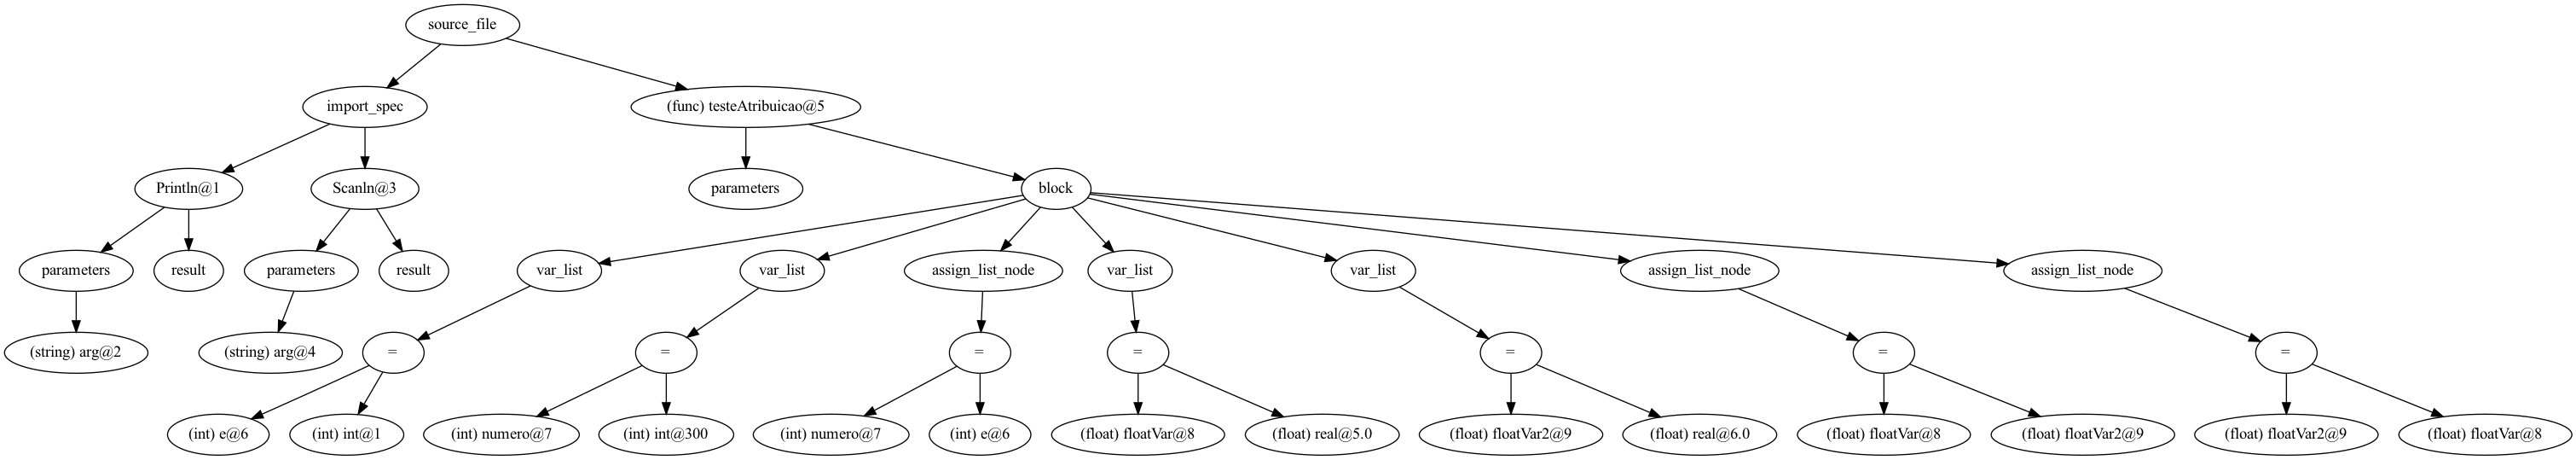 source_file
import_spec
(func) testeAtribuicao@5
Println@1
Scanln@3
parameters
block
parameters
result
parameters
result
var_list
var_list
assign_list_node
var_list
var_list
assign_list_node
assign_list_node
(string) arg@2
(string) arg@4
=
=
=
=
=
=
=
(int) e@6
(int) int@1
(int) numero@7
(int) int@300
(int) numero@7
(int) e@6
(float) floatVar@8
(float) real@5.0
(float) floatVar2@9
(float) real@6.0
(float) floatVar@8
(float) floatVar2@9
(float) floatVar2@9
(float) floatVar@8